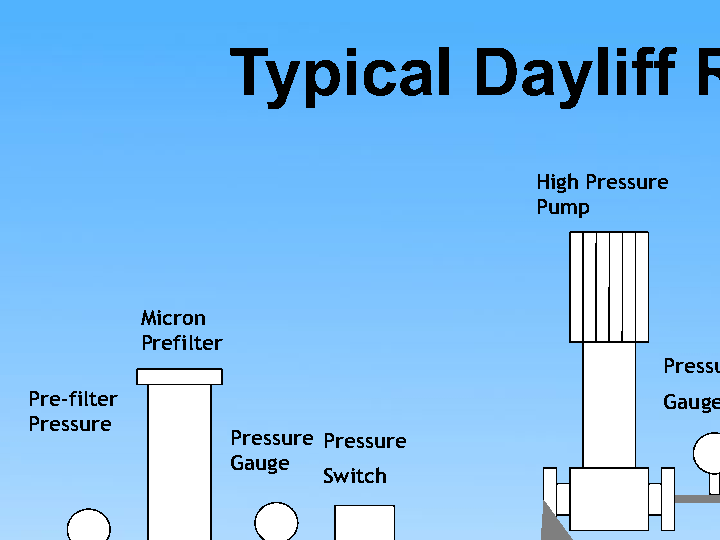 Typical Dayliff R
High Pressure
Pump
Micron
Prefilter
Pre-filter
Pressure
Pressure
Gauge
Pressure
Switch
Pressu
Gauge